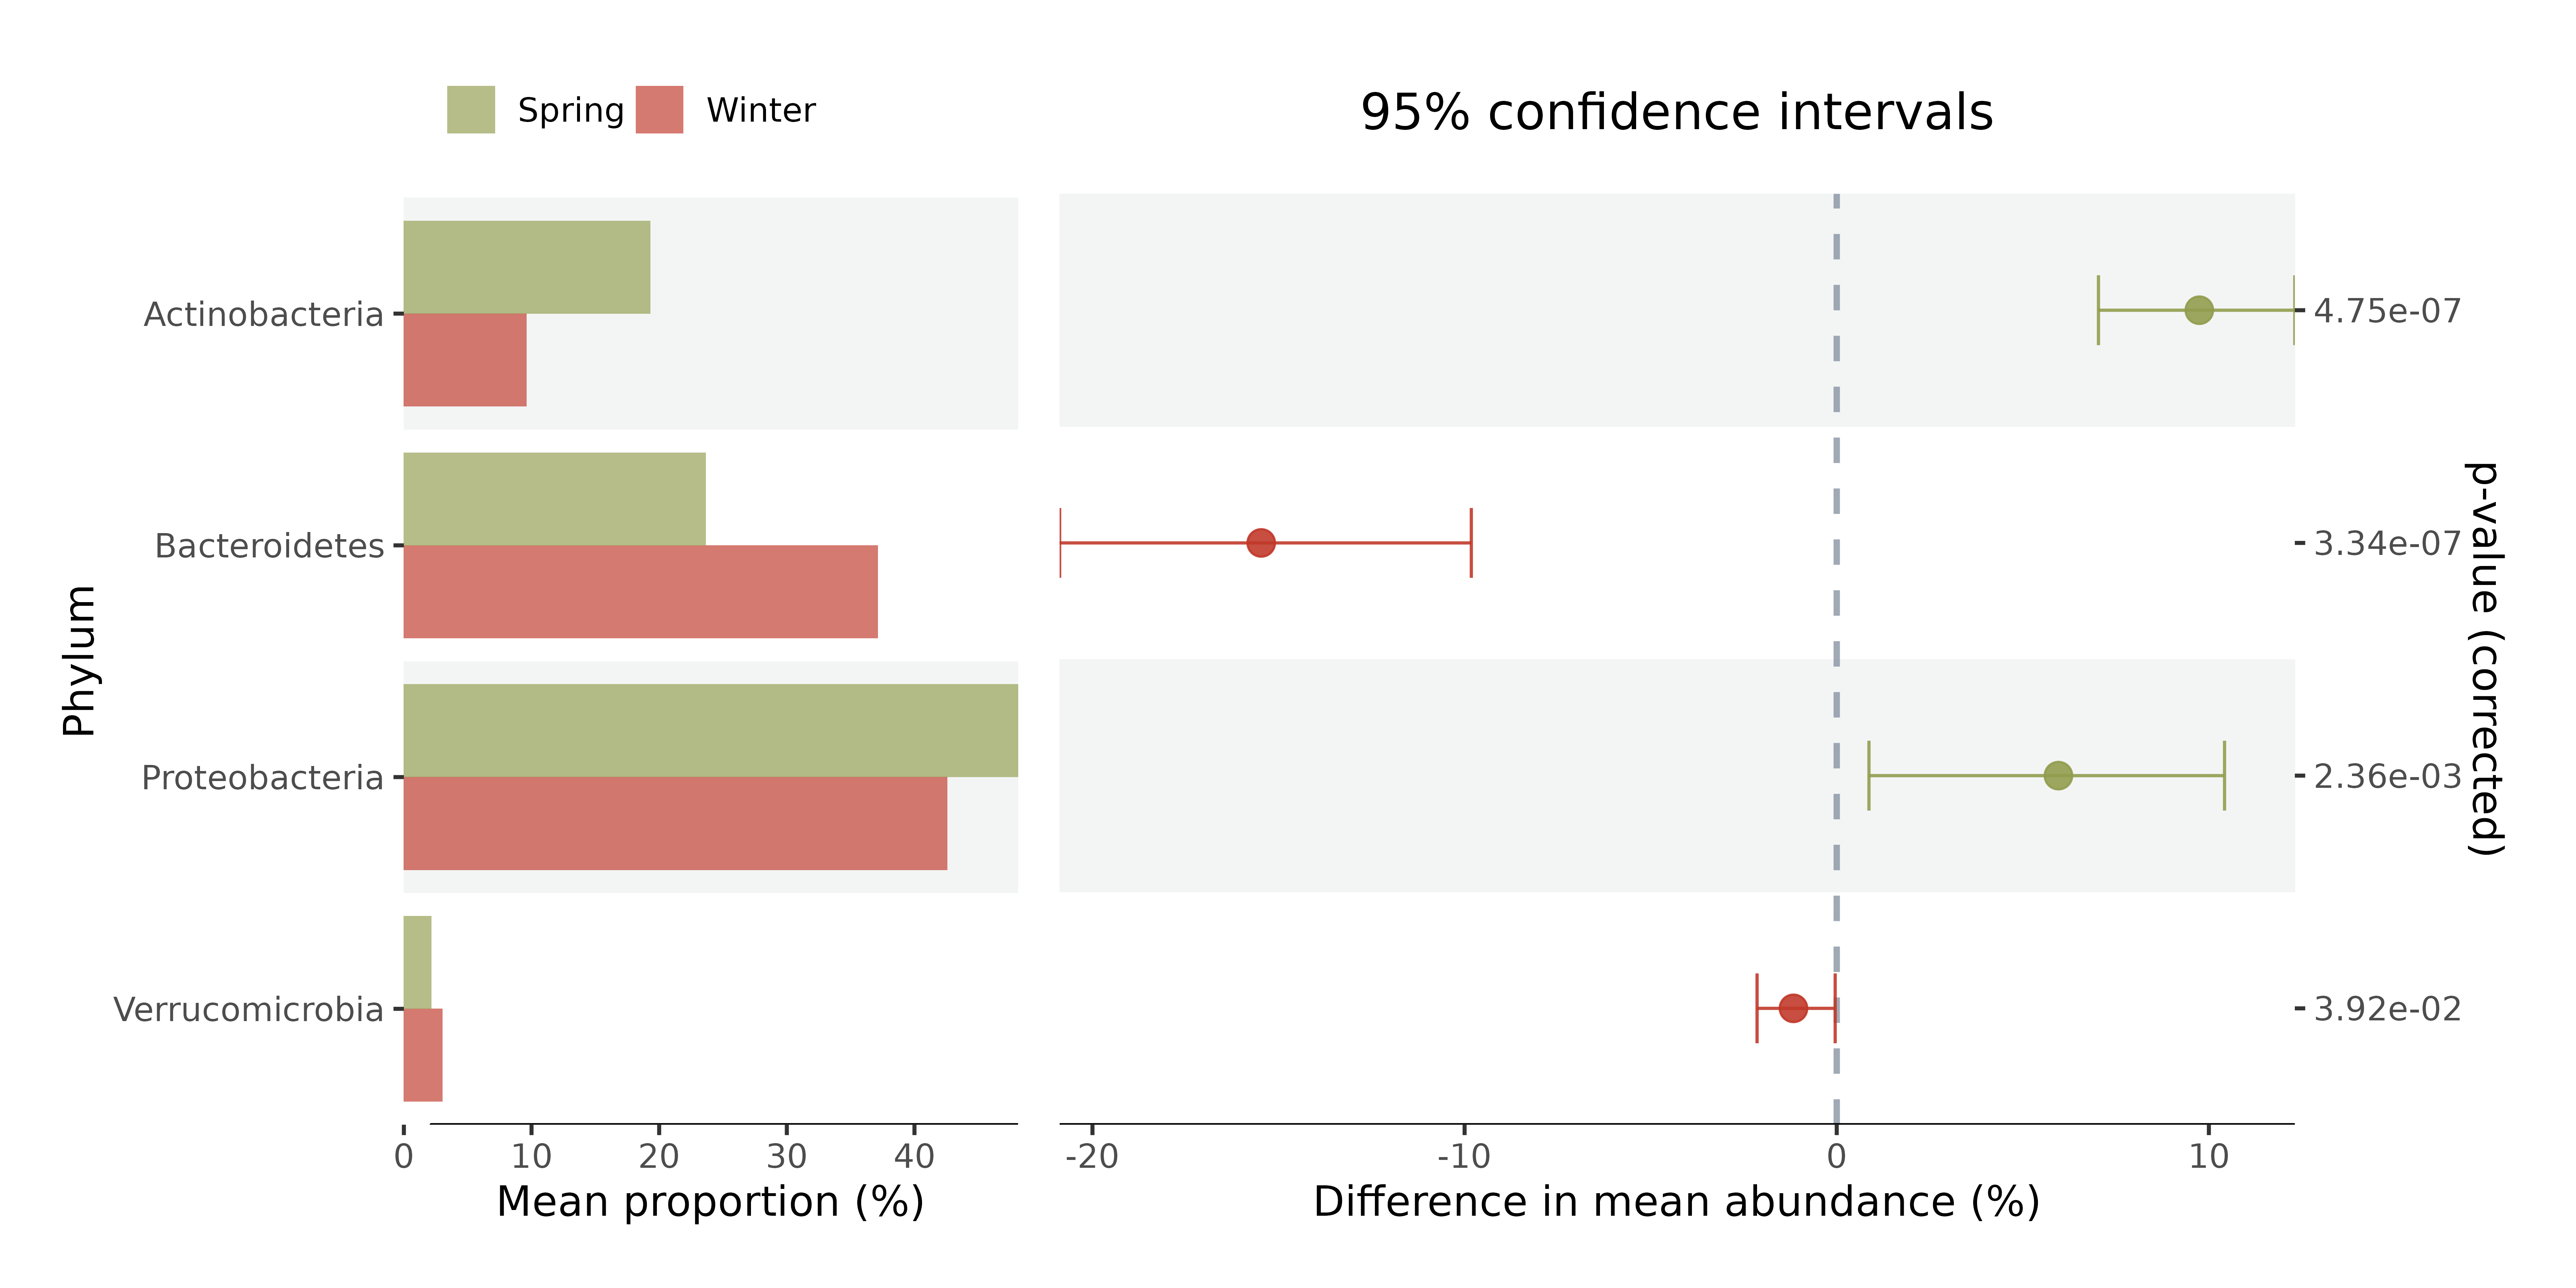 Spring Winter
95% confidence intervals
Phylum
Actinobacteria
Bacteroidetes
Proteobacteria
Verrucomicrobia
4.75e-07
3.34e-07
2.36e-03
3.92e-02
p-value (corrected)
0 10 20 30 40
Mean proportion (%)
-20 -10 0 10
Difference in mean abundance (%)